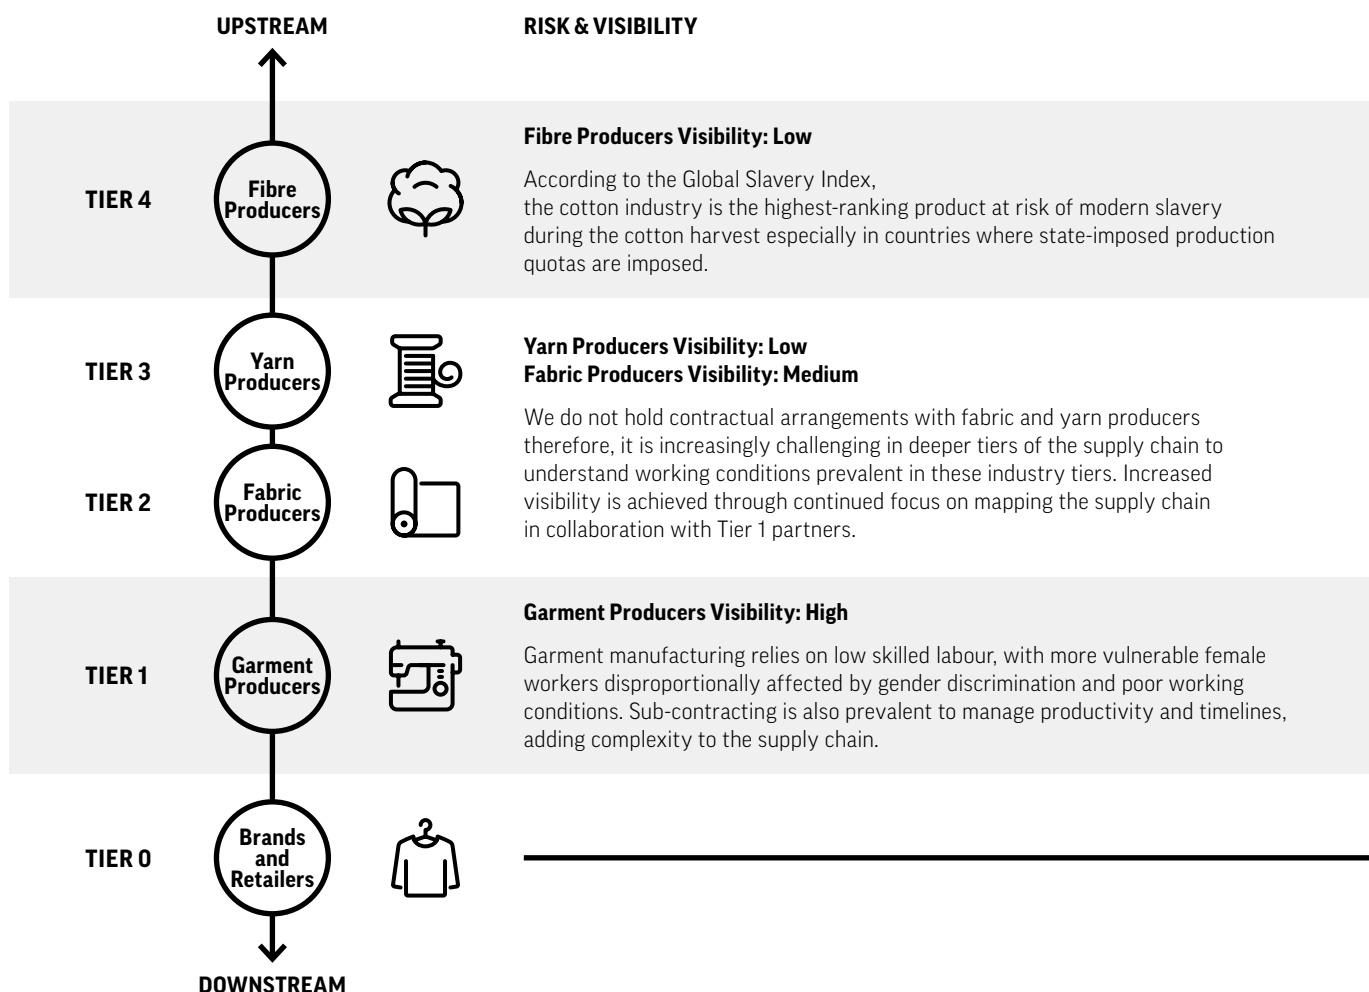 UPSTREAM
RISK & VISIBILITY
TIER 4
Fibre
Producers
Fibre Producers Visibility: Low
According to the Global Slavery Index,
the cotton industry is the highest-ranking product at risk of modern slavery
during the cotton harvest especially in countries where state-imposed production
quotas are imposed.
TIER 3
Yarn
Producers
Yarn Producers Visibility: Low
Fabric Producers Visibility: Medium
We do not hold contractual arrangements with fabric and yarn producers
therefore, it is increasingly challenging in deeper tiers of the supply chain to
understand working conditions prevalent in these industry tiers. Increased
visibility is achieved through continued focus on mapping the supply chain
in collaboration with Tier 1 partners.
TIER 2
Fabric
Producers
TIER 1
Garment
Producers
Garment Producers Visibility: High
Garment manufacturing relies on low skilled labour, with more vulnerable female
workers disproportionally affected by gender discrimination and poor working
conditions. Sub-contracting is also prevalent to manage productivity and timelines,
adding complexity to the supply chain.
TIER 0
Brands
and
Retailers
DOWNSTREAM